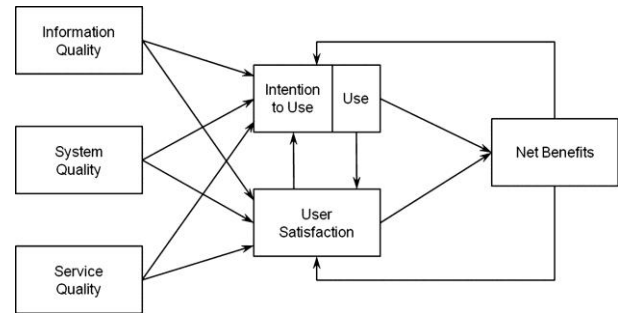 Information
Quality
System
Quality
Service
Quality
Intention
to Use
Use
User
Satisfaction
Net Benefits